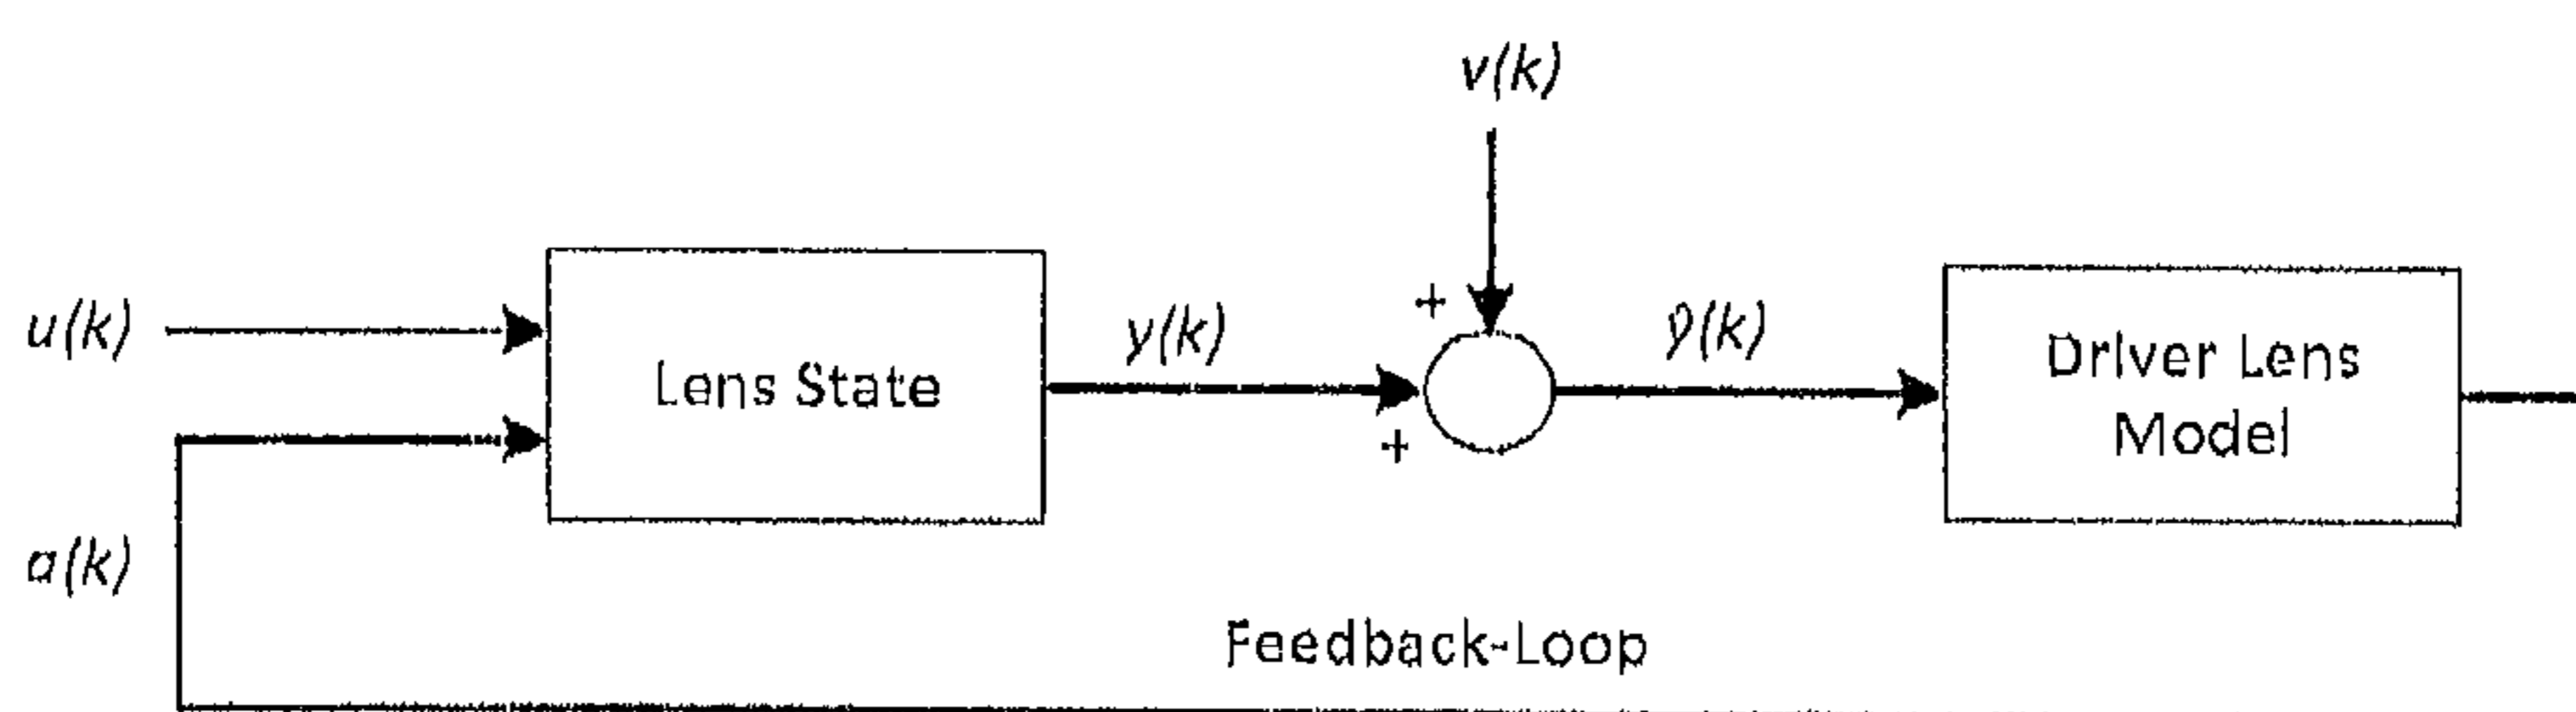 v(k)
+
u(k)
Lens State
y(k)
ŷ(k)
Driver Lens
Model
+
a(k)
Feedback-Loop